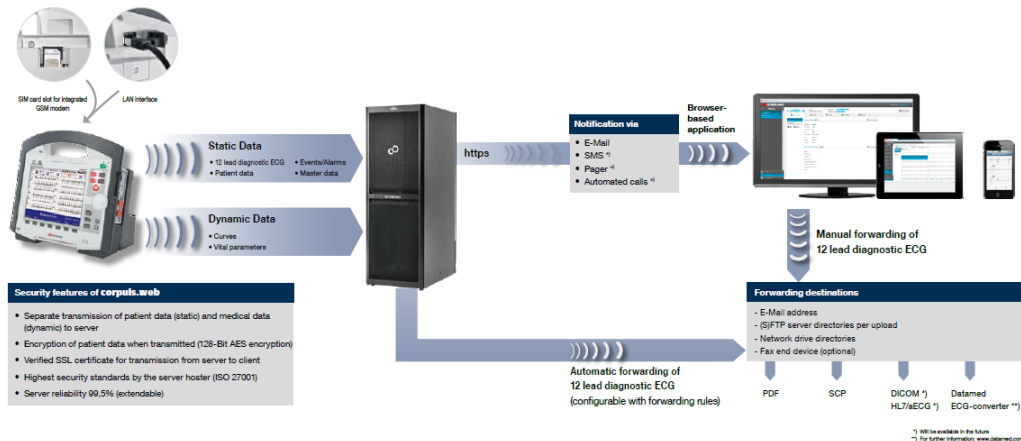 SIM card slot for integrated
GSM modem
LAN interface
Static Data
• 12 lead diagnostic ECG
• Events/Alarms
• Patient data
• Master data
Dynamic Data
• Curves
• Vital parameters
https
Notification via
• E-Mail
• SMS *)
• Pager *)
• Automated calls *)
Browser-
based
application
Manual forwarding of
12 lead diagnostic ECG
Security features of corpuls.web
• Separate transmission of patient data (static) and medical data
(dynamic) to server
• Encryption of patient data when transmitted (128-Bit AES encryption)
• Verified SSL certificate for transmission from server to client
• Highest security standards by the server hoster (ISO 27001)
• Server reliability 99,5% (extendable)
Automatic forwarding of
12 lead diagnostic ECG
(configurable with forwarding rules)
Forwarding destinations
- E-Mail address
- (S)FTP server directories per upload
- Network drive directories
- Fax end device (optional)
PDF
SCP
DICOM *)
HL7/aECG *)
Datamed
ECG-converter **)
*) Will be available in the future
**) For further information: www.datamed.com